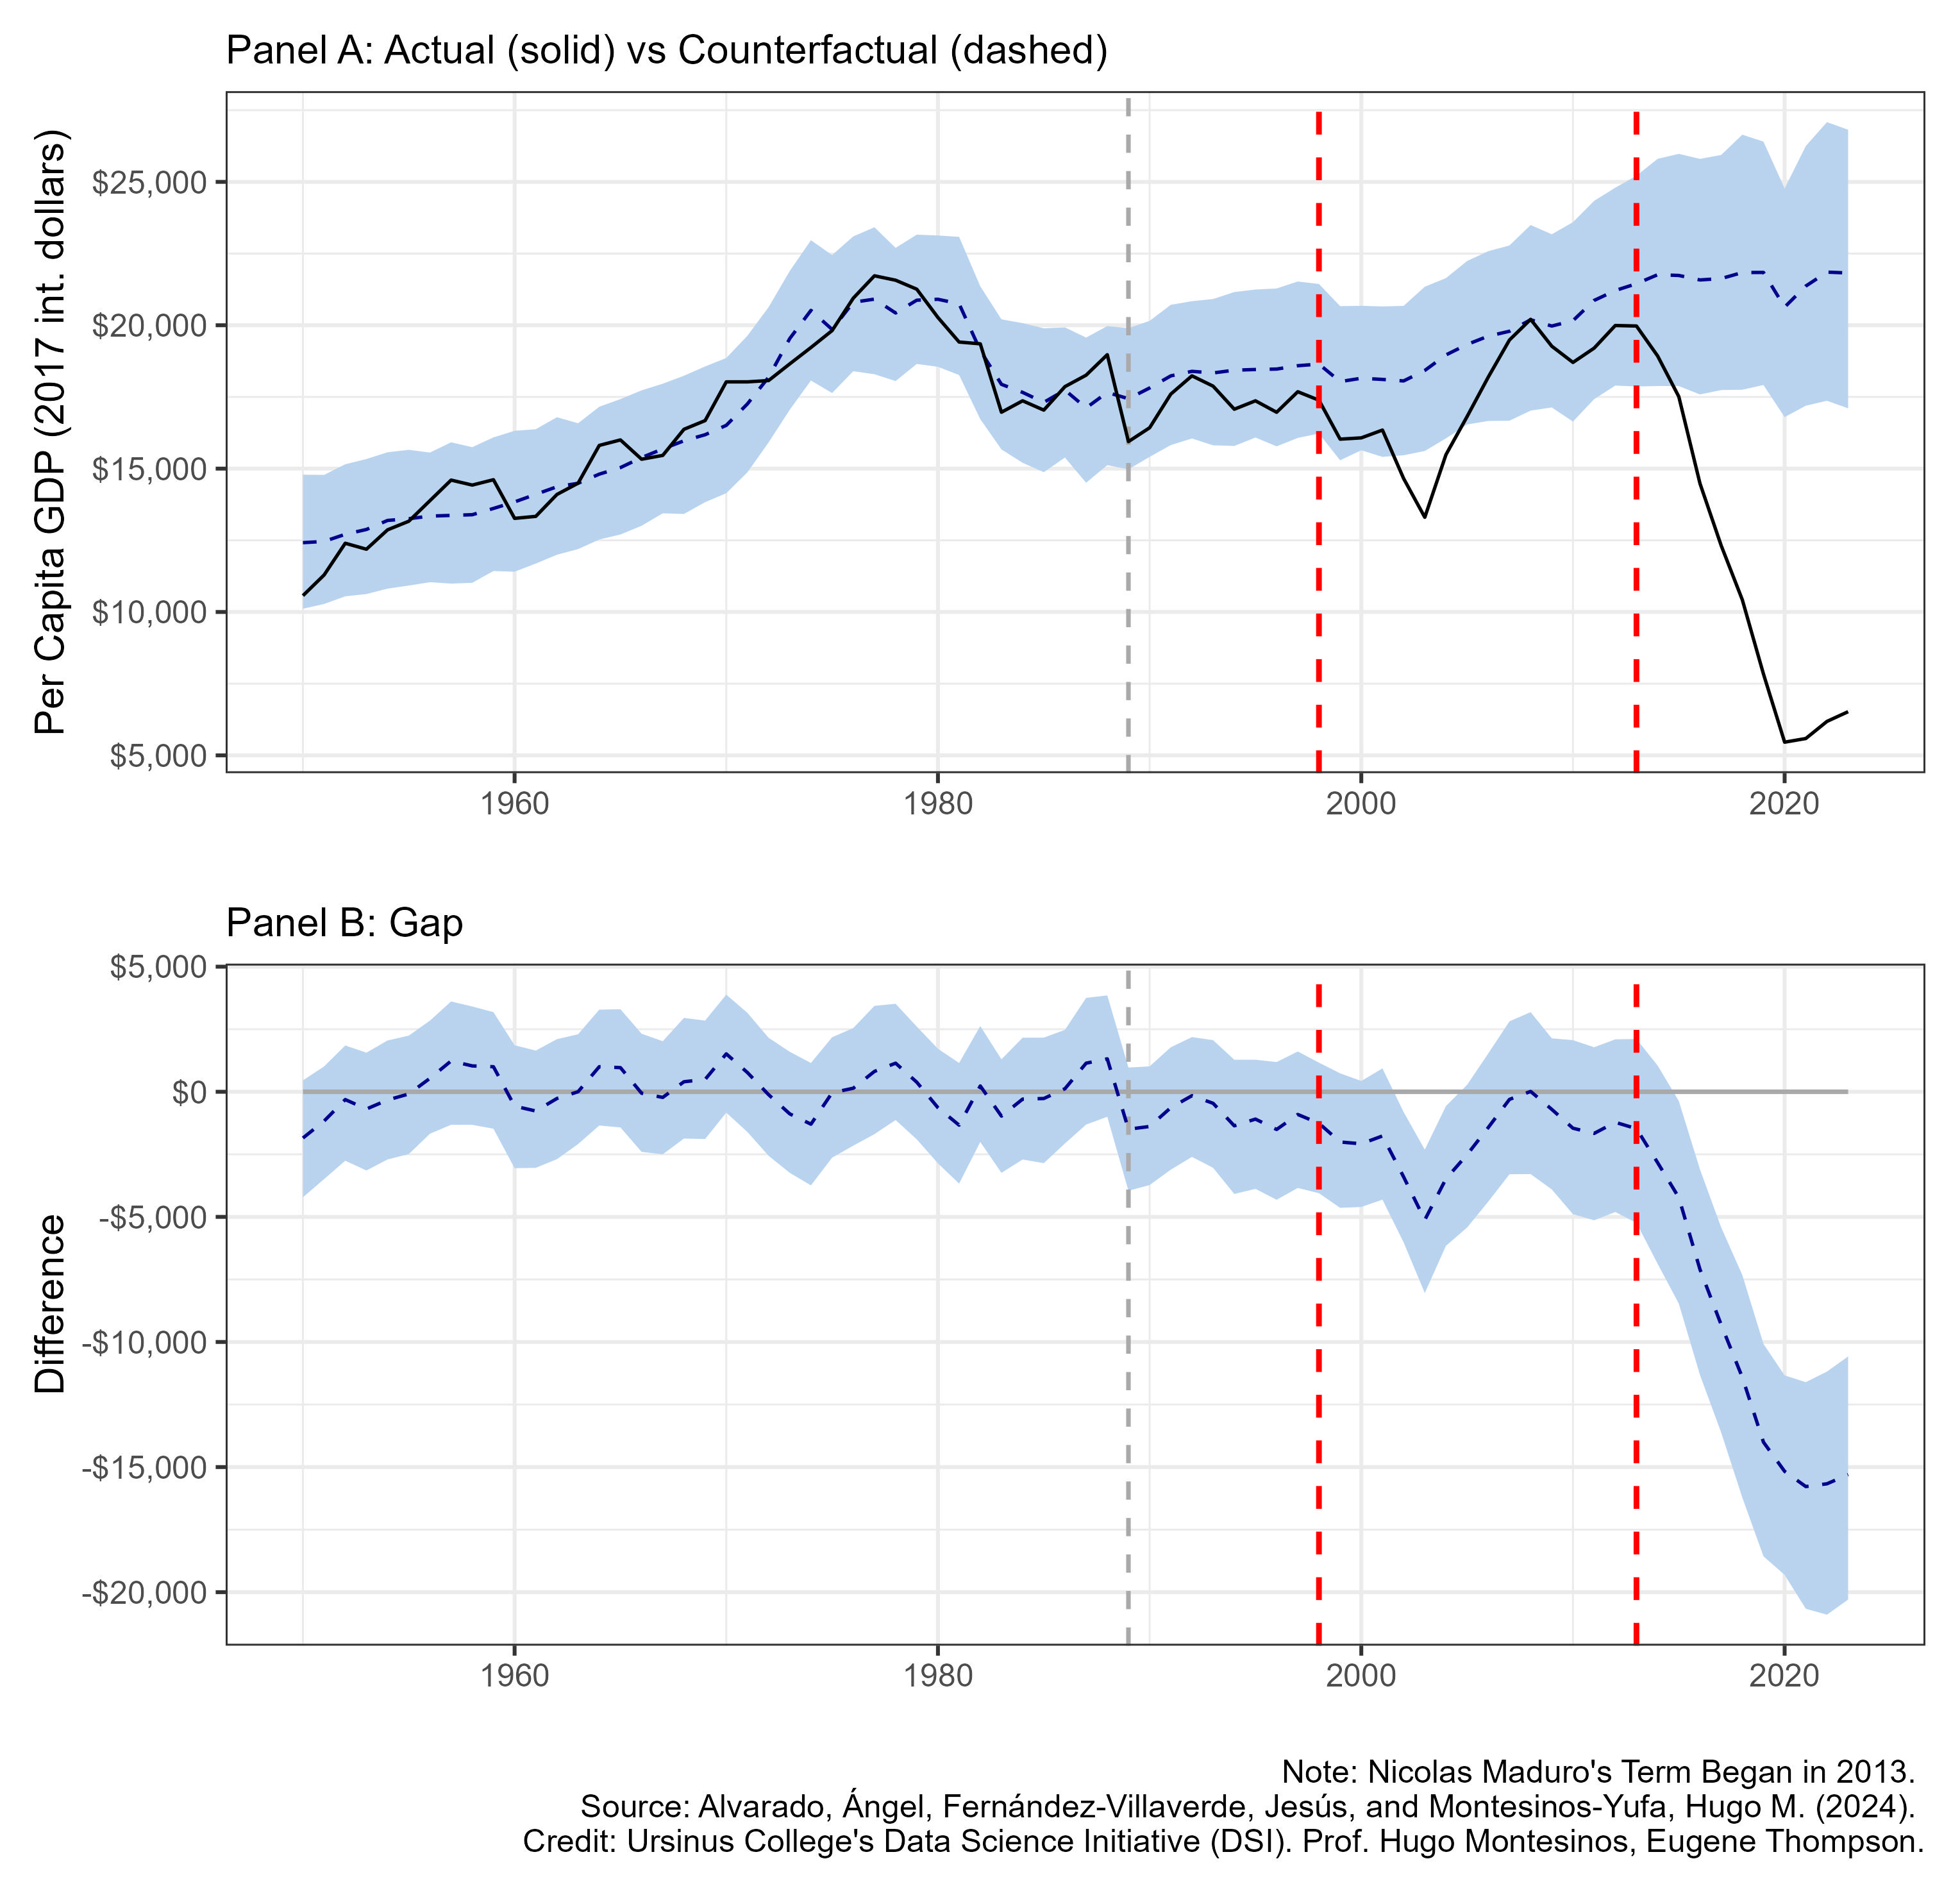 Panel A: Actual (solid) vs Counterfactual (dashed)
Per Capita GDP (2017 int. dollars)
$25,000
$20,000
$15,000
$10,000
$5,000
1960
1980
2000
2020
Panel B: Gap
Difference
$5,000
$0
-$5,000
-$10,000
-$15,000
-$20,000
1960
1980
2000
2020
Note: Nicolas Maduro's Term Began in 2013.
Source: Alvarado, Ángel, Fernández-Villaverde, Jesús, and Montesinos-Yufa, Hugo M. (2024).
Credit: Ursinus College's Data Science Initiative (DSI). Prof. Hugo Montesinos, Eugene Thompson.